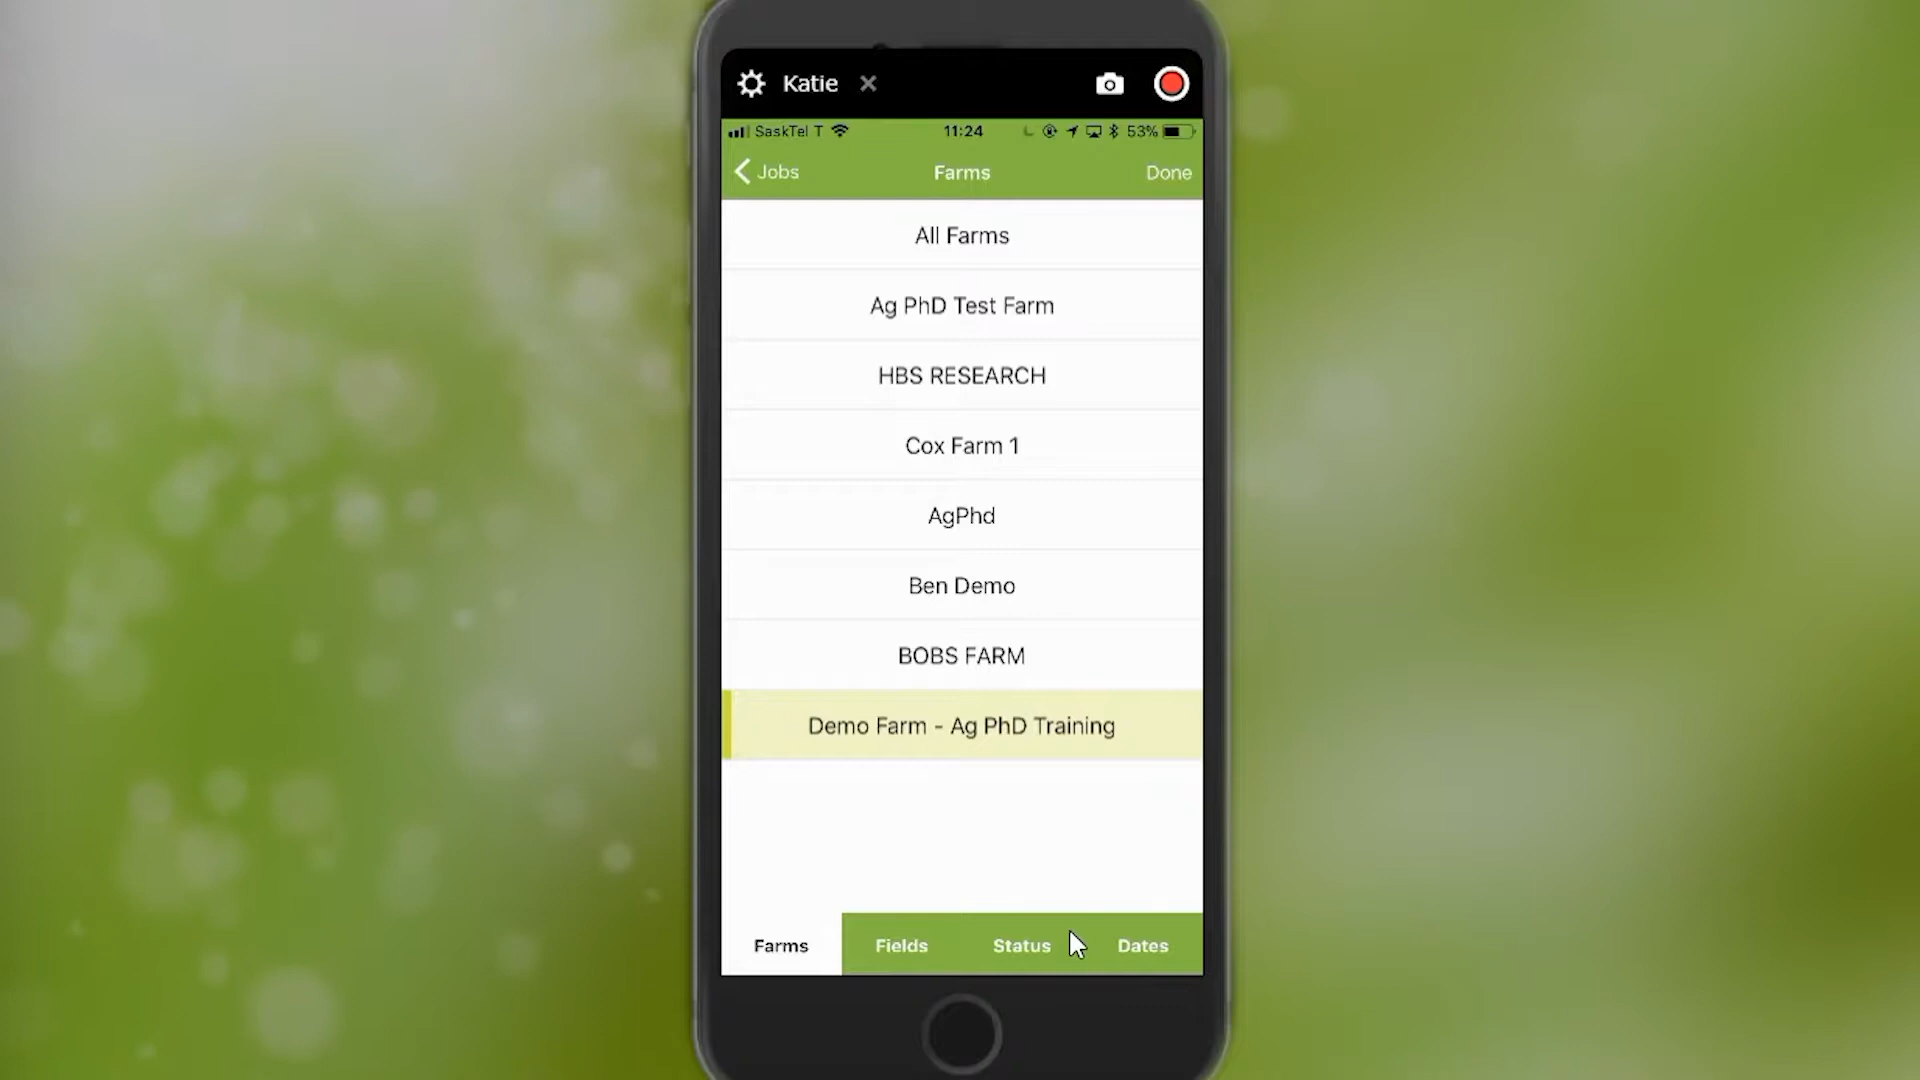 Katie
SaskTel T 11:24 53%
Jobs Farms Done
All Farms
Ag PhD Test Farm
HBS RESEARCH
Cox Farm 1
AgPhd
Ben Demo
BOBS FARM
Demo Farm - Ag PhD Training
Farms Fields Status Dates